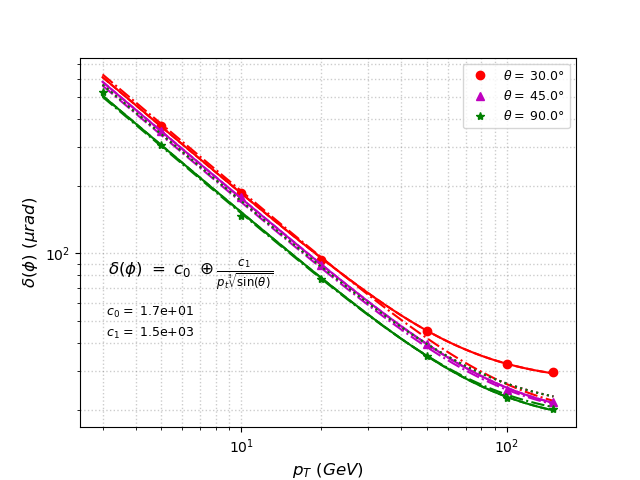 θ = 30.0°
θ = 45.0°
θ = 90.0°
δ(ϕ) (μrad)
10²
δ(ϕ) = c₀ ⊕ c₁ / (pₜ ∛sin(θ))
c₀ = 1.7e+01
c₁ = 1.5e+03
10¹ 10²
p_T (GeV)